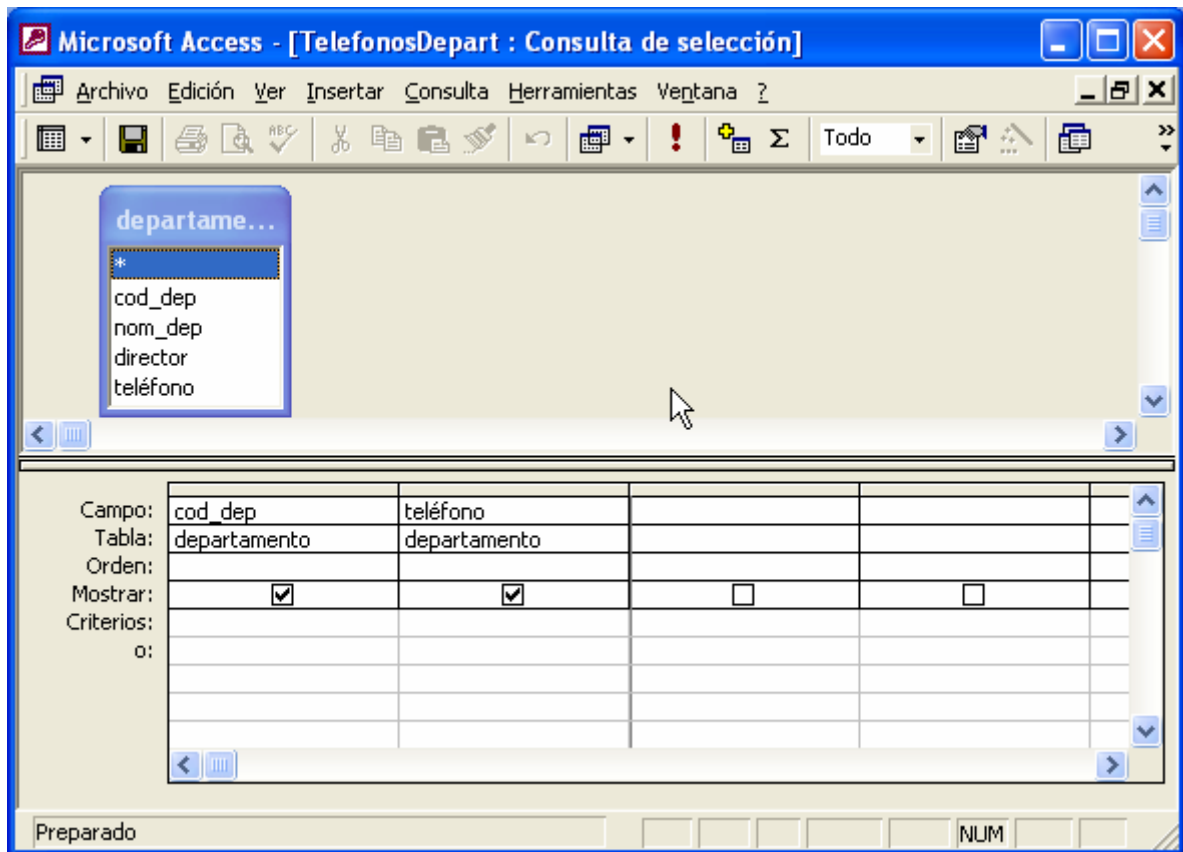 Microsoft Access - [TelefonosDepart : Consulta de selección]
Archivo Edición Ver Insertar Consulta Herramientas Ventana ?
ABC Σ Todo
departame...
*
cod_dep
nom_dep
director
teléfono
Campo: cod_dep teléfono
Tabla: departamento departamento
Orden:
Mostrar:
Criterios:
o:
Preparado NUM